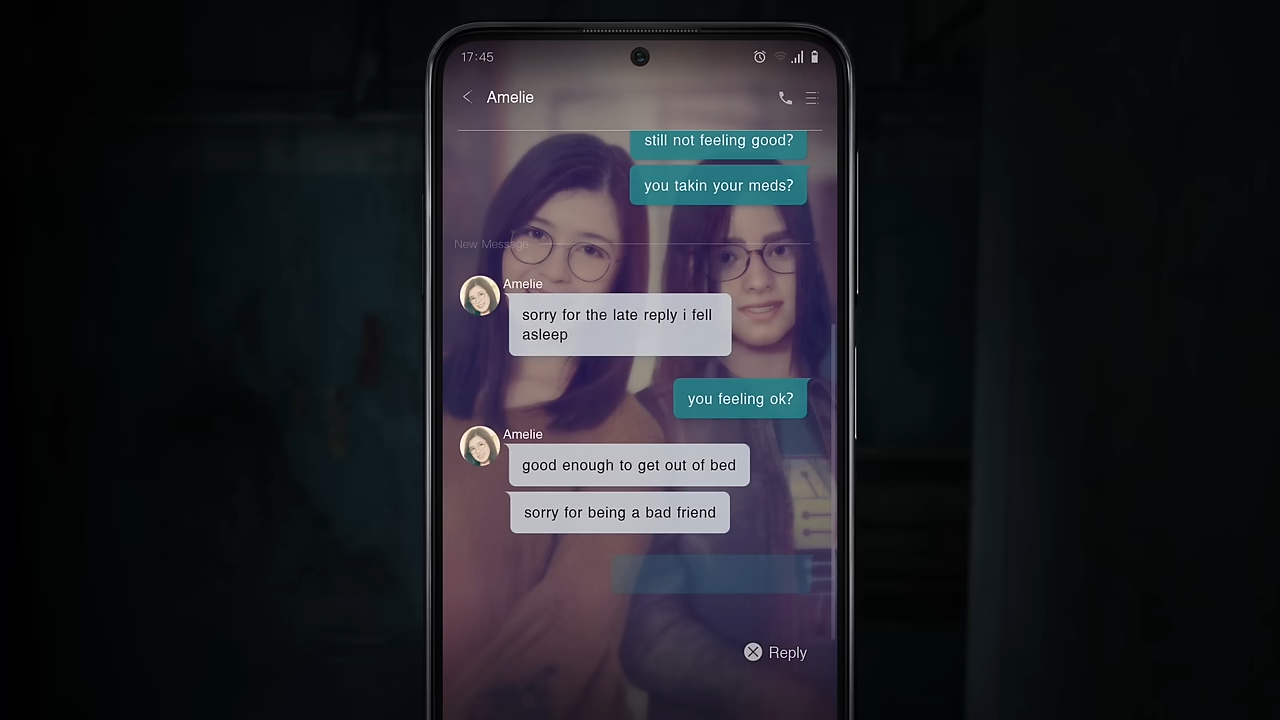 17:45
Amelie
still not feeling good?
you takin your meds?
New Message
Amelie
sorry for the late reply i fell
asleep
you feeling ok?
Amelie
good enough to get out of bed
sorry for being a bad friend
Reply